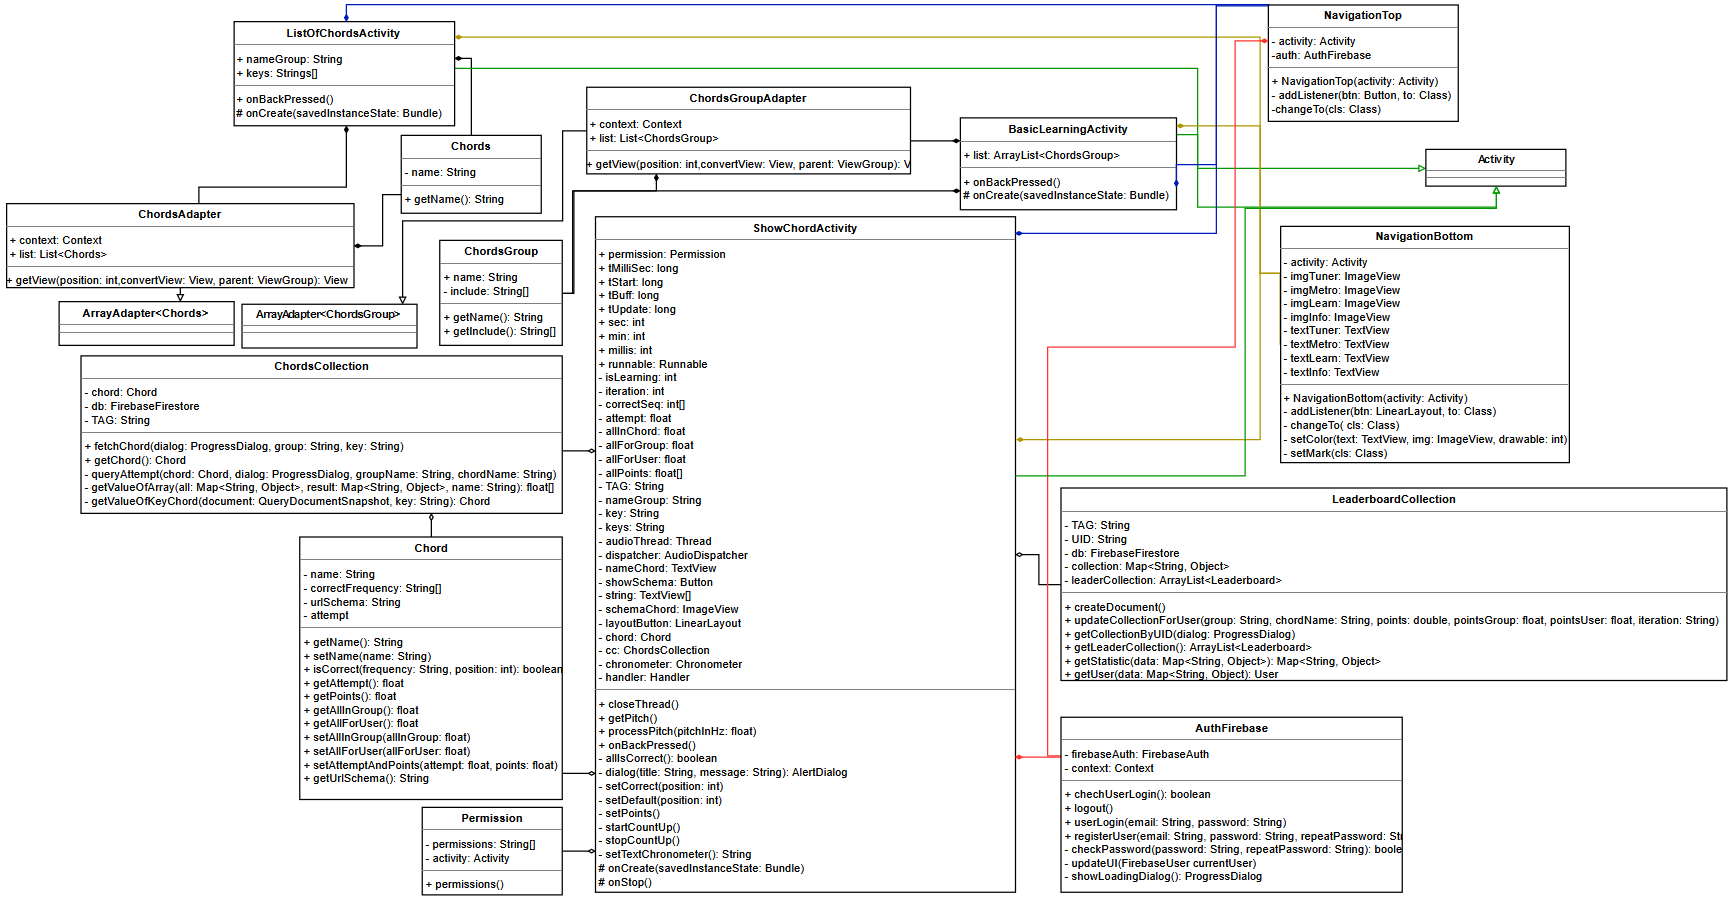 ListOfChordsActivity
+ nameGroup: String
+ keys: Strings[]
+ onBackPressed()
# onCreate(savedInstanceState: Bundle)
NavigationTop
- activity: Activity
-auth: AuthFirebase
+ NavigationTop(activity: Activity)
- addListener(btn: Button, to: Class)
-changeTo(cls: Class)
ChordsGroupAdapter
+ context: Context
+ list: List<ChordsGroup>
+ getView(position: int,convertView: View, parent: ViewGroup): V
BasicLearningActivity
+ list: ArrayList<ChordsGroup>
+ onBackPressed()
# onCreate(savedInstanceState: Bundle)
Chords
- name: String
+ getName(): String
Activity
ChordsAdapter
+ context: Context
+ list: List<Chords>
+ getView(position: int,convertView: View, parent: ViewGroup): View
ArrayAdapter<Chords>
ArrayAdapter<ChordsGroup>
ChordsGroup
+ name: String
- include: String[]
+ getName(): String
+ getInclude(): String[]
ShowChordActivity
+ permission: Permission
+ tMilliSec: long
+ tStart: long
+ tBuff: long
+ tUpdate: long
+ sec: int
+ min: int
+ millis: int
+ runnable: Runnable
- isLearning: int
- iteration: int
- correctSeq: int[]
- attempt: float
- allInChord: float
- allForGroup: float
- allForUser: float
- allPoints: float[]
- TAG: String
- nameGroup: String
- key: String
- keys: String
- audioThread: Thread
- dispatcher: AudioDispatcher
- nameChord: TextView
- showSchema: Button
- string: TextView[]
- schemaChord: ImageView
- layoutButton: LinearLayout
- chord: Chord
- cc: ChordsCollection
- chronometer: Chronometer
- handler: Handler
+ closeThread()
+ getPitch()
+ processPitch(pitchInHz: float)
+ onBackPressed()
- allIsCorrect(): boolean
- dialog(title: String, message: String): AlertDialog
- setCorrect(position: int)
- setDefault(position: int)
- setPoints()
- startCountUp()
- stopCountUp()
- setTextChronometer(): String
# onCreate(savedInstanceState: Bundle)
# onStop()
NavigationBottom
- activity: Activity
- imgTuner: ImageView
- imgMetro: ImageView
- imgLearn: ImageView
- imgInfo: ImageView
- textTuner: TextView
- textMetro: TextView
- textLearn: TextView
- textInfo: TextView
+ NavigationBottom(activity: Activity)
- addListener(btn: LinearLayout, to: Class)
- changeTo( cls: Class)
- setColor(text: TextView, img: ImageView, drawable: int)
- setMark(cls: Class)
ChordsCollection
- chord: Chord
- db: FirebaseFirestore
- TAG: String
+ fetchChord(dialog: ProgressDialog, group: String, key: String)
+ getChord(): Chord
- queryAttempt(chord: Chord, dialog: ProgressDialog, groupName: String, chordName: String)
- getValueOfArray(all: Map<String, Object>, result: Map<String, Object>, name: String): float[]
- getValueOfKeyChord(document: QueryDocumentSnapshot, key: String): Chord
Chord
- name: String
- correctFrequency: String[]
- urlSchema: String
- attempt
+ getName(): String
+ setName(name: String)
+ isCorrect(frequency: String, position: int): boolean
+ getAttempt(): float
+ getPoints(): float
+ getAllInGroup(): float
+ getAllForUser(): float
+ setAllInGroup(allInGroup: float)
+ setAllForUser(allForUser: float)
+ setAttemptAndPoints(attempt: float, points: float)
+ getUrlSchema(): String
LeaderboardCollection
- TAG: String
- UID: String
- db: FirebaseFirestore
- collection: Map<String, Object>
- leaderCollection: ArrayList<Leaderboard>
+ createDocument()
+ updateCollectionForUser(group: String, chordName: String, points: double, pointsGroup: float, pointsUser: float, iteration: String)
+ getCollectionByUID(dialog: ProgressDialog)
+ getLeaderCollection(): ArrayList<Leaderboard>
+ getStatistic(data: Map<String, Object>): Map<String, Object>
+ getUser(data: Map<String, Object): User
Permission
- permissions: String[]
- activity: Activity
+ permissions()
AuthFirebase
- firebaseAuth: FirebaseAuth
- context: Context
+ chechUserLogin(): boolean
+ logout()
+ userLogin(email: String, password: String)
+ registerUser(email: String, password: String, repeatPassword: Stri
- checkPassword(password: String, repeatPassword: String): boole
- updateUI(FirebaseUser currentUser)
- showLoadingDialog(): ProgressDialog